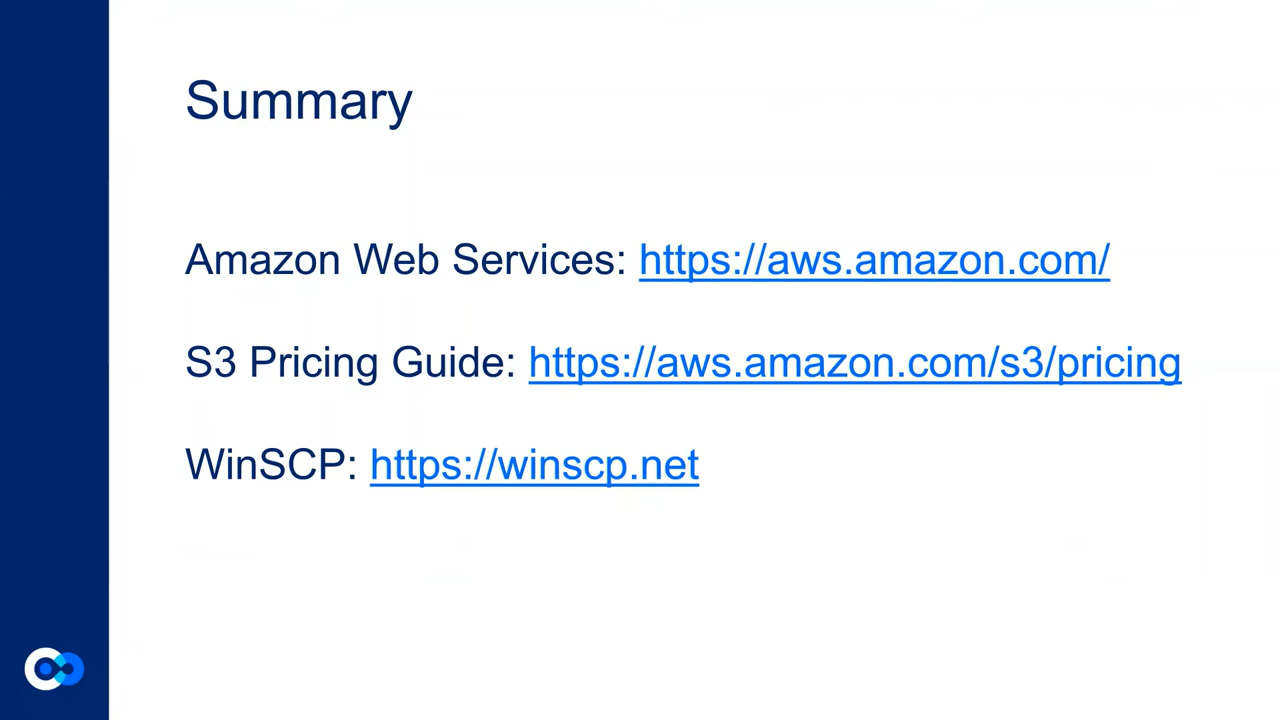 Summary
Amazon Web Services: https://aws.amazon.com/
S3 Pricing Guide: https://aws.amazon.com/s3/pricing
WinSCP: https://winscp.net